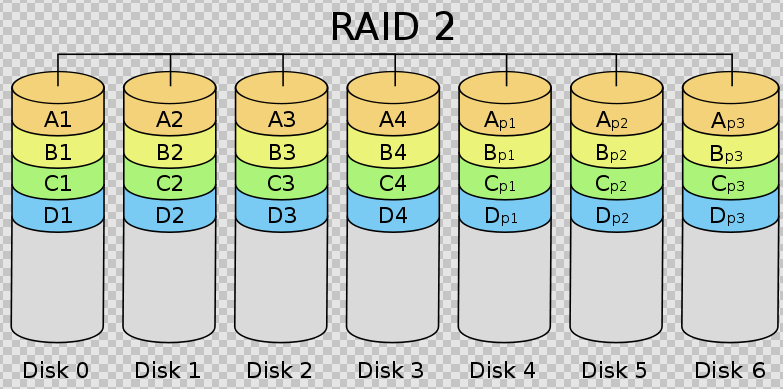 RAID 2
A1 A2 A3 A4 Ap1 Ap2 Ap3
B1 B2 B3 B4 Bp1 Bp2 Bp3
C1 C2 C3 C4 Cp1 Cp2 Cp3
D1 D2 D3 D4 Dp1 Dp2 Dp3
Disk 0 Disk 1 Disk 2 Disk 3 Disk 4 Disk 5 Disk 6